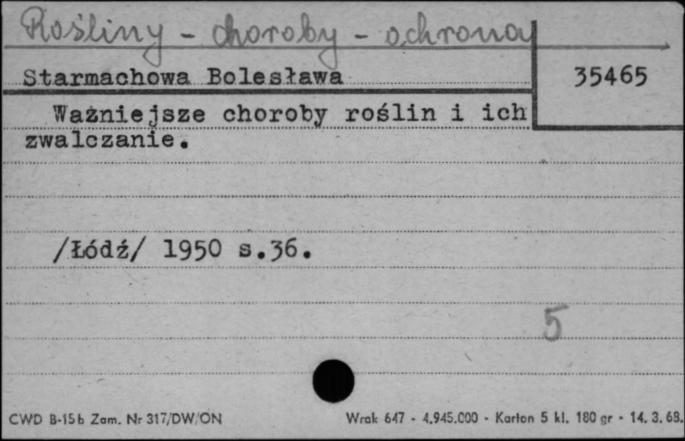 Rośliny - choroby - ochrona
Starmachowa Bolesława
35465
Ważniejsze choroby roślin i ich
zwalczanie.
/Łódź/ 1950 s.36.
5
CWD B-15b Zam. Nr 317/DW/ON
Wrak 647 - 4.945.000 - Karton 5 kl. 180 gr - 14. 3. 68.